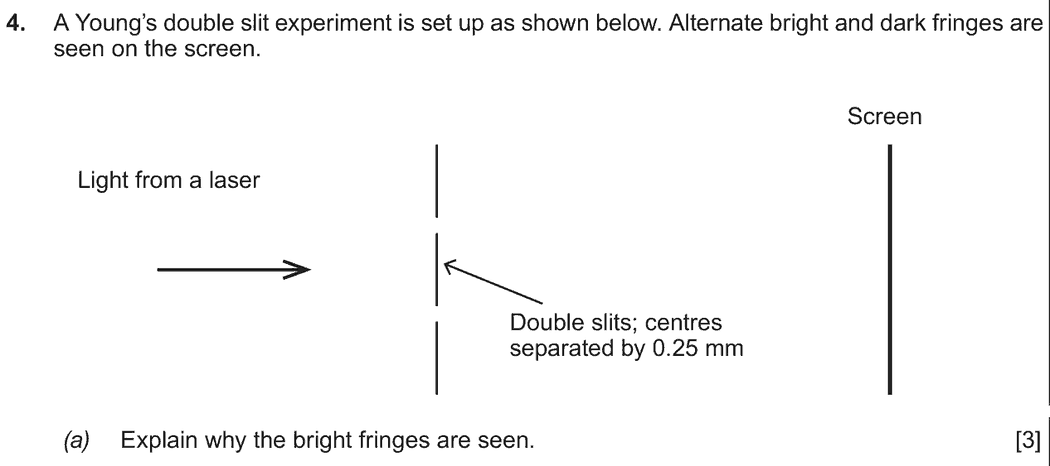 4. A Young's double slit experiment is set up as shown below. Alternate bright and dark fringes are
seen on the screen.
Screen
Light from a laser
Double slits; centres
separated by 0.25 mm
(a) Explain why the bright fringes are seen. [3]